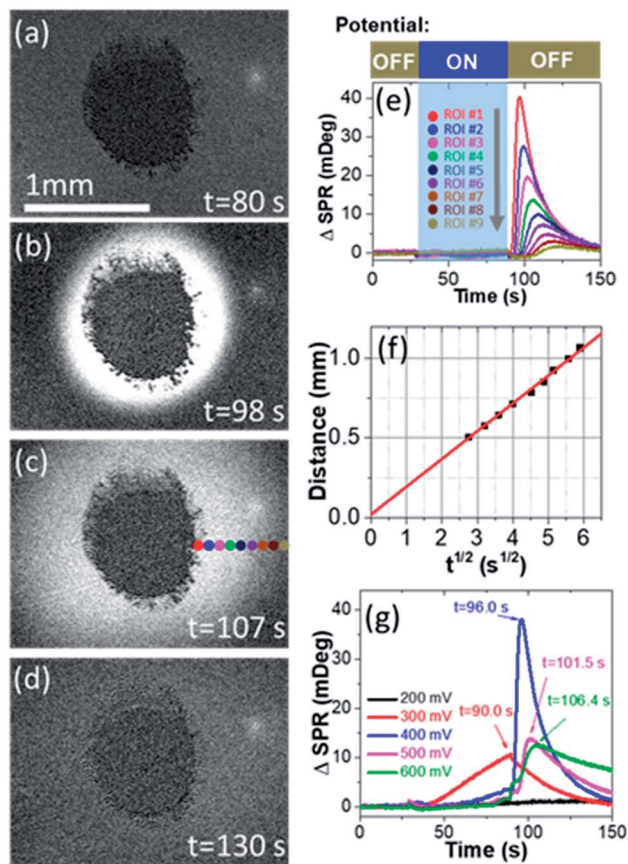 (a)
1mm
t=80 s
(b)
t=98 s
(c)
t=107 s
(d)
t=130 s
Potential:
OFF ON OFF
(e)
Δ SPR (mDeg)
40
30
20
10
0
ROI #1
ROI #2
ROI #3
ROI #4
ROI #5
ROI #6
ROI #7
ROI #8
ROI #9
0 50 100 150
Time (s)
(f)
Distance (mm)
1.0
0.5
0.0
0 1 2 3 4 5 6
t^1/2 (s^1/2)
(g)
Δ SPR (mDeg)
40
30
20
10
0
t=96.0 s
t=101.5 s
t=106.4 s
t=90.0 s
200 mV
300 mV
400 mV
500 mV
600 mV
0 50 100 150
Time (s)